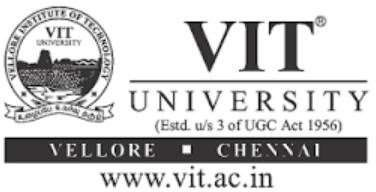 VELLORE INSTITUTE OF TECHNOLOGY
VIT
UNIVERSITY
VIT®
UNIVERSITY
(Estd. u/s 3 of UGC Act 1956)
VELLORE ■ CHENNAI
www.vit.ac.in